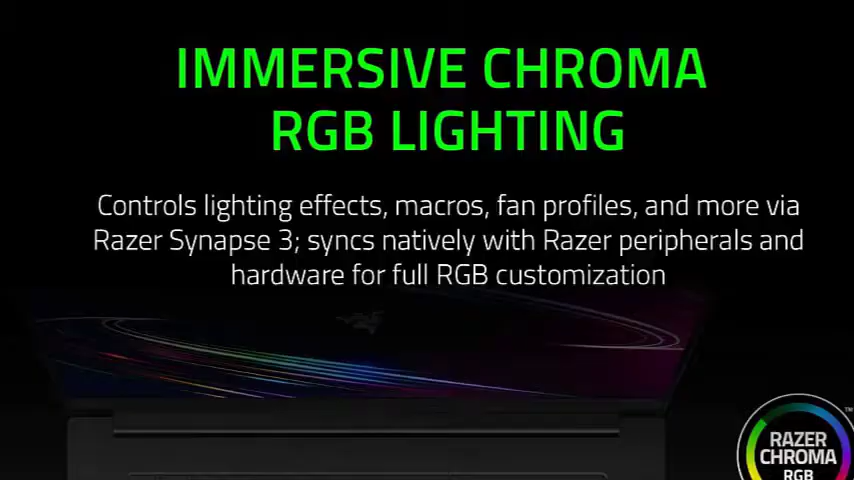 IMMERSIVE CHROMA
RGB LIGHTING
Controls lighting effects, macros, fan profiles, and more via
Razer Synapse 3; syncs natively with Razer peripherals and
hardware for full RGB customization
RAZER
CHROMA
RGB
TM